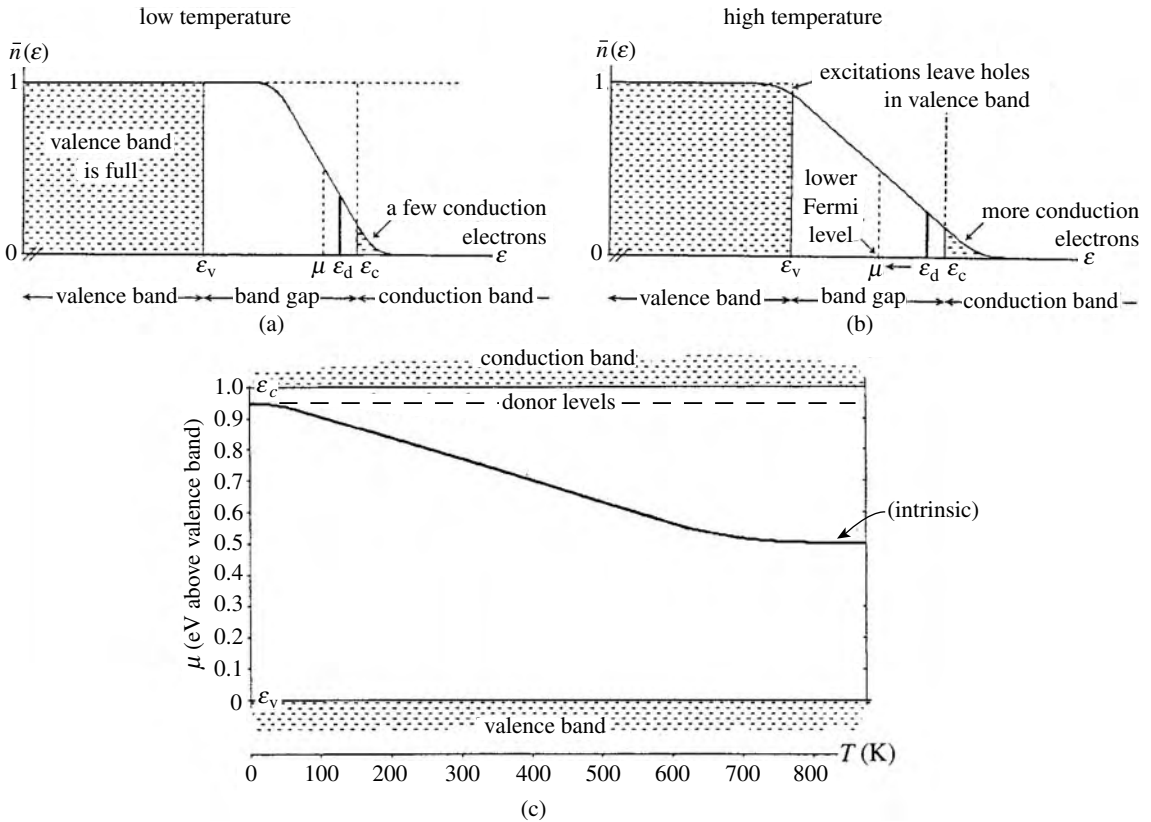 low temperature
n̄(ε)
1
valence band
is full
a few conduction
electrons
0
ε_v
μ
ε_d
ε_c
ε
valence band
band gap
conduction band
(a)
high temperature
n̄(ε)
1
excitations leave holes
in valence band
lower
Fermi
level
more conduction
electrons
0
ε_v
μ
ε_d
ε_c
ε
valence band
band gap
conduction band
(b)
conduction band
1.0
ε_c
donor levels
0.9
0.8
0.7
0.6
(intrinsic)
0.5
0.4
0.3
0.2
0.1
0
ε_v
valence band
μ (eV above valence band)
0 100 200 300 400 500 600 700 800
T (K)
(c)